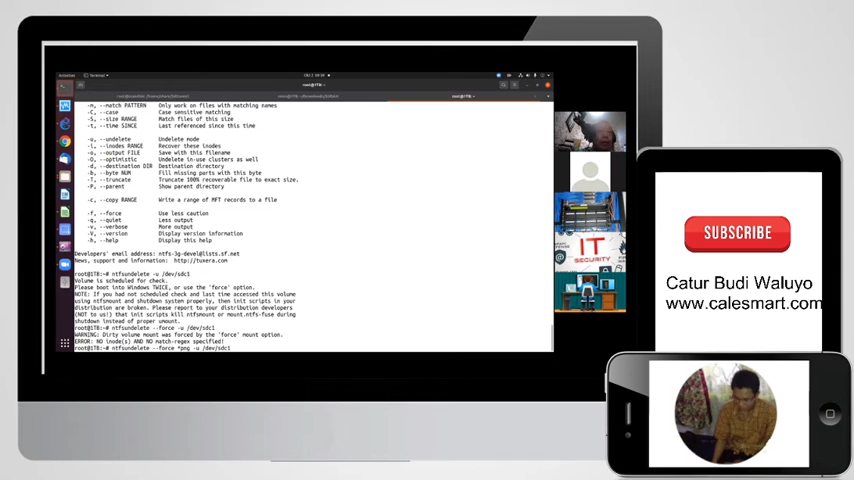 Activities
Terminal
root@1TB: ~
root@1TB: ~
-m, --match PATTERN Only work on files with matching names
-C, --case Case sensitive matching
-S, --size RANGE Match files of this size
-t, --time SINCE Last referenced since this time
-u, --undelete Undelete mode
-i, --inodes RANGE Recover these inodes
-o, --output FILE Save with this filename
-O, --optimistic Undelete in-use clusters as well
-d, --destination DIR Destination directory
-b, --byte NUM Fill missing parts with this byte
-T, --truncate Truncate 100% recoverable file to exact size.
-P, --parent Show parent directory
-c, --copy RANGE Write a range of MFT records to a file
-f, --force Use less caution
-q, --quiet Less output
-v, --verbose More output
-V, --version Display version information
-h, --help Display this help
Developers' email address: ntfs-3g-devel@lists.sf.net
News, support and information: http://tuxera.com
root@1TB:~# ntfsundelete -u /dev/sdc1
Volume is scheduled for check.
Please boot into Windows TWICE, or use the 'force' option.
NOTE: If you had not scheduled check and last time accessed this volume
using ntfsmount and shutdown system properly, then init scripts in your
distribution are broken. Please report to your distribution developers
(NOT to us!) that init scripts kill ntfsmount or mount.ntfs-fuse during
shutdown instead of proper umount.
root@1TB:~# ntfsundelete --force -u /dev/sdc1
WARNING: Dirty volume mount was forced by the 'force' mount option.
ERROR: NO inode(s) AND NO match-regex specified!
root@1TB:~# ntfsundelete --force *png -u /dev/sdc1
IT
SECURITY
SUBSCRIBE
Catur Budi Waluyo
www.calesmart.com